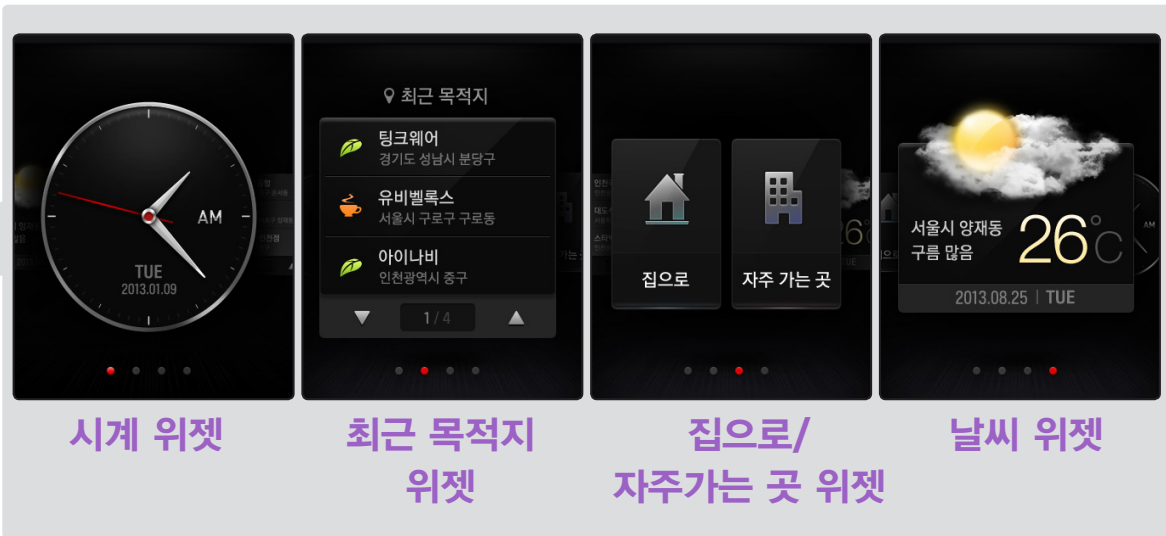 AM
TUE
2013.01.09
시계 위젯
최근 목적지
팅크웨어
경기도 성남시 분당구
유비벨록스
서울시 구로구 구로동
아이나비
인천광역시 중구
1 / 4
최근 목적지
위젯
집으로
자주 가는 곳
집으로/
자주가는 곳 위젯
서울시 양재동
구름 많음
26℃
2013.08.25 | TUE
날씨 위젯